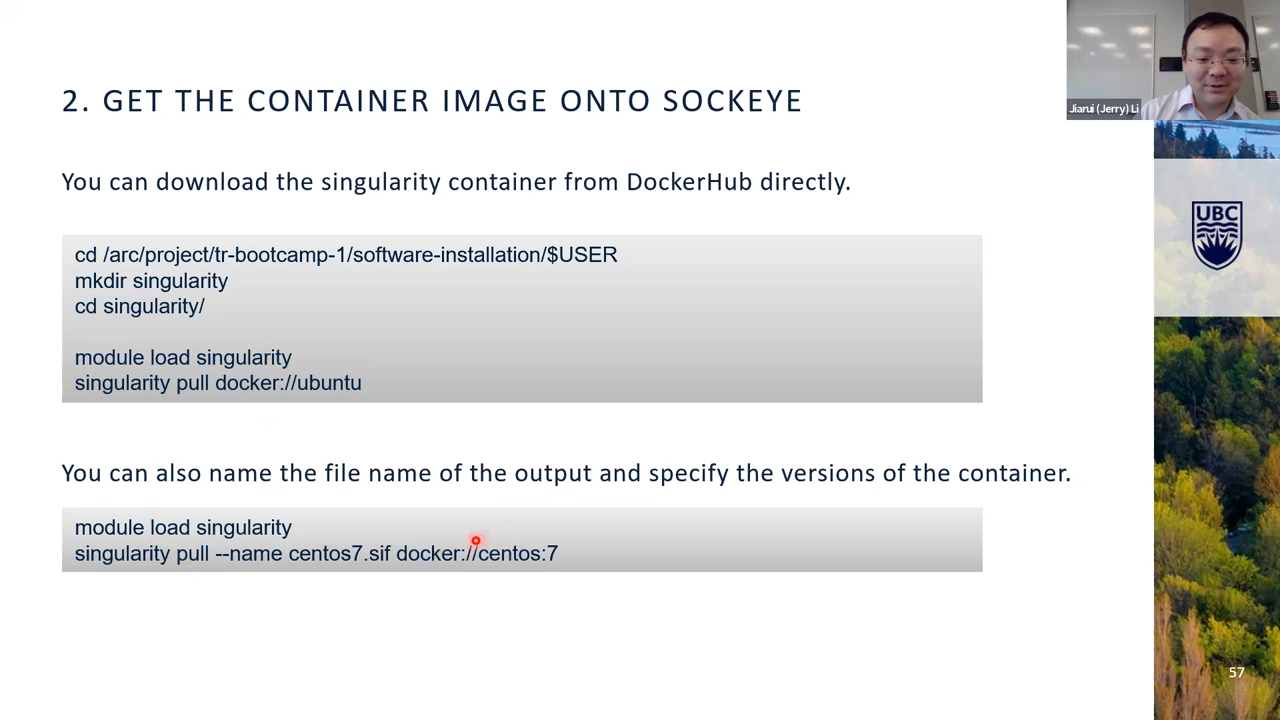 2. GET THE CONTAINER IMAGE ONTO SOCKEYE
Jiarui (Jerry) Li
You can download the singularity container from DockerHub directly.
UBC
cd /arc/project/tr-bootcamp-1/software-installation/$USER
mkdir singularity
cd singularity/
module load singularity
singularity pull docker://ubuntu
You can also name the file name of the output and specify the versions of the container.
module load singularity
singularity pull --name centos7.sif docker://centos:7
57